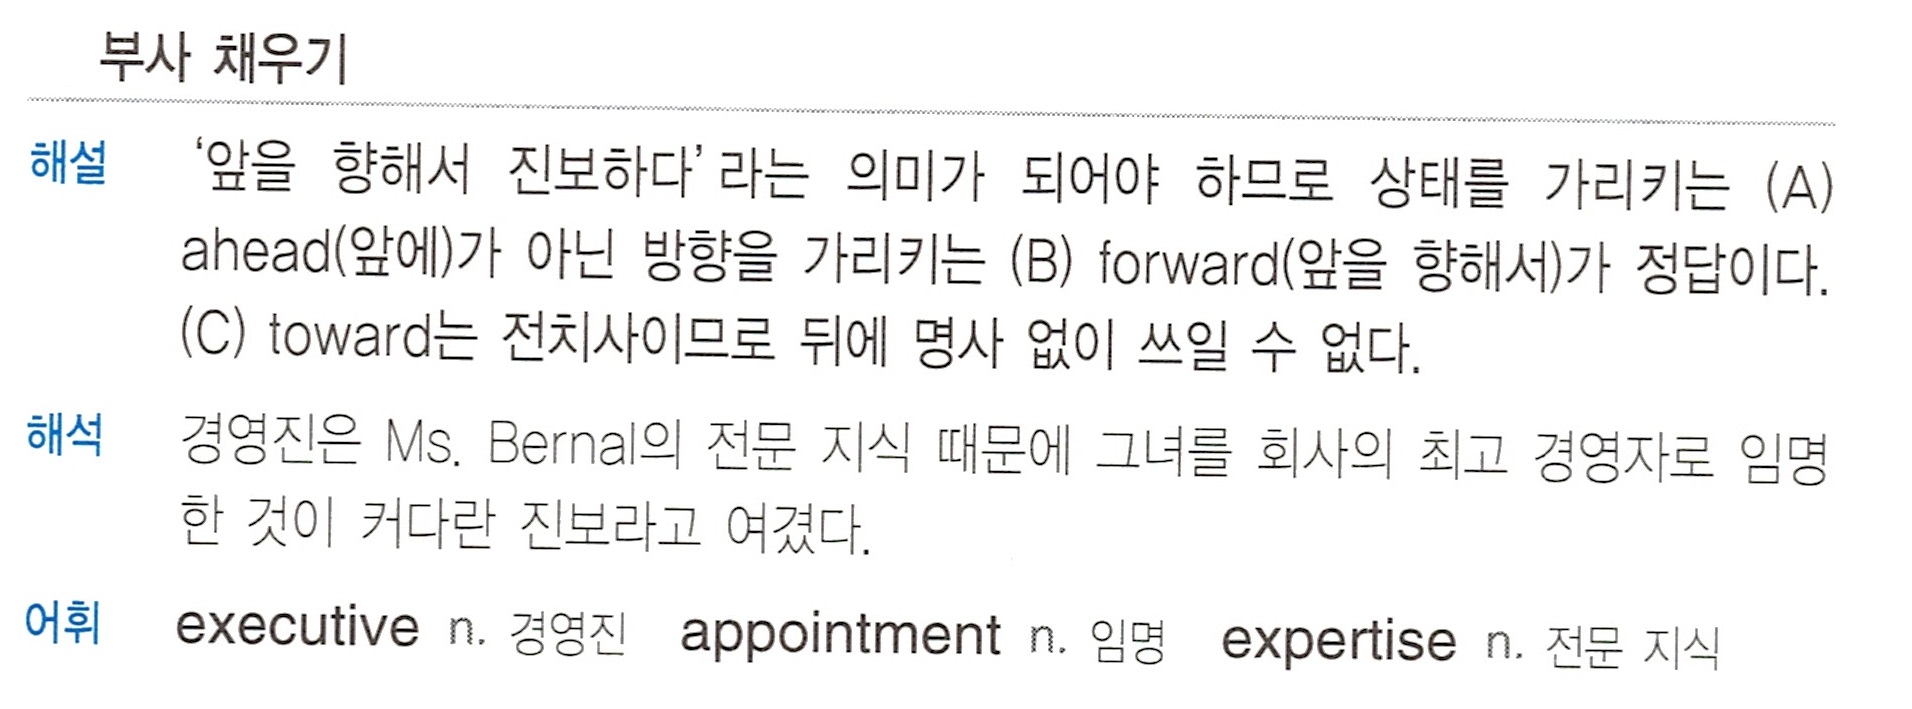 부사 채우기
해설 ‘앞을 향해서 진보하다’라는 의미가 되어야 하므로 상태를 가리키는 (A)
ahead(앞에)가 아닌 방향을 가리키는 (B) forward(앞을 향해서)가 정답이다.
(C) toward는 전치사이므로 뒤에 명사 없이 쓰일 수 없다.
해석 경영진은 Ms. Bernal의 전문 지식 때문에 그녀를 회사의 최고 경영자로 임명
한 것이 커다란 진보라고 여겼다.
어휘 executive n. 경영진 appointment n. 임명 expertise n. 전문 지식